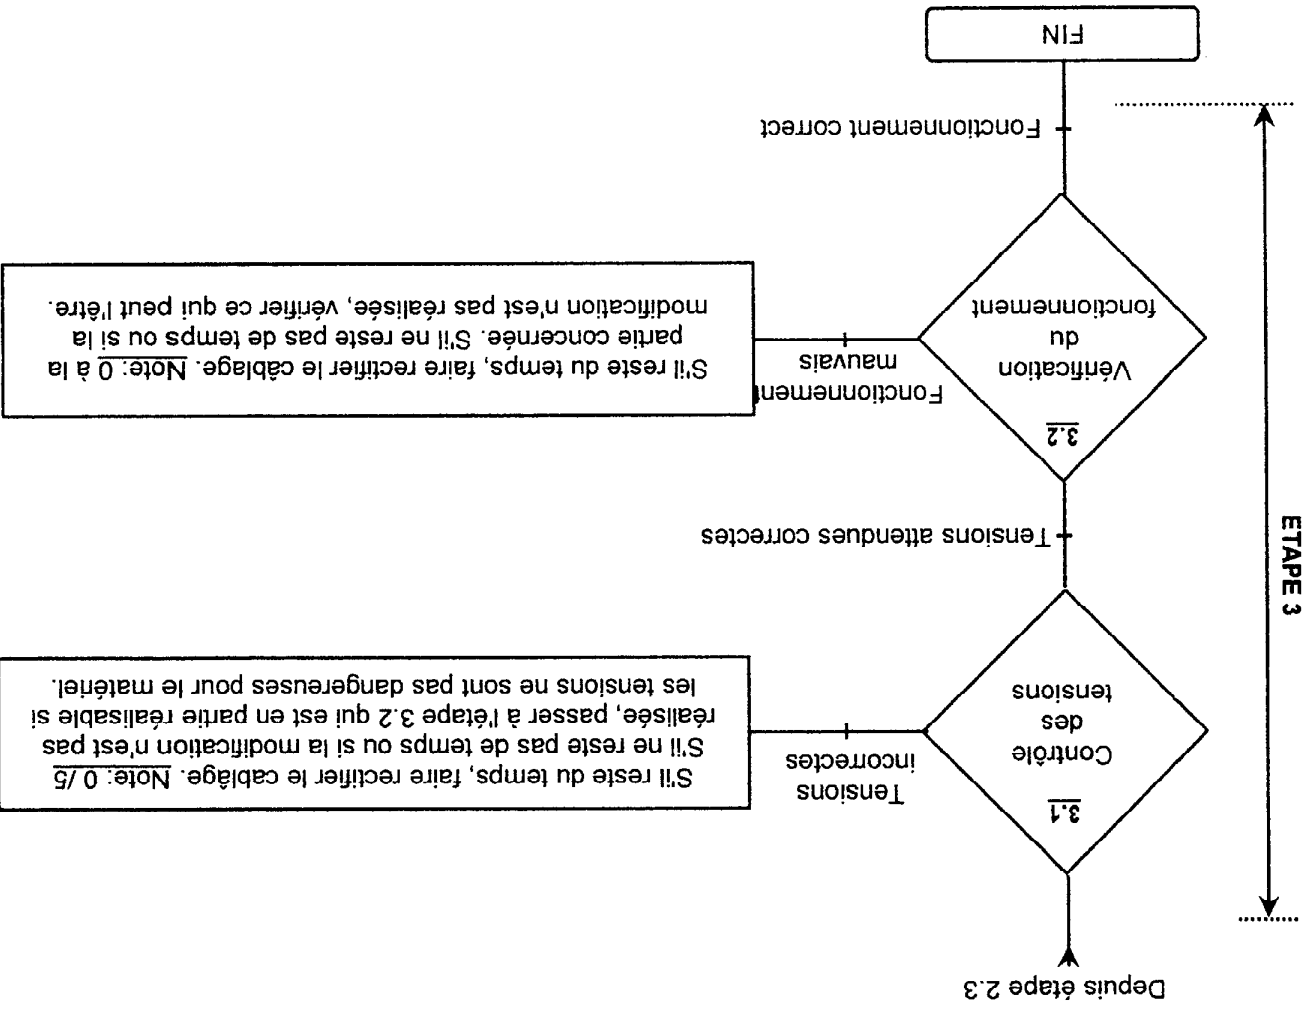 Depuis étape 2.3
ETAPE 3
3.1
Contrôle
des
tensions
Tensions
incorrectes
S'il reste du temps, faire rectifier le cablâge. Note: 0 /5
S'il ne reste pas de temps ou si la modification n'est pas
réalisée, passer à l'étape 3.2 qui est en partie réalisable si
les tensions ne sont pas dangereuses pour le matériel.
Tensions attendues correctes
3.2
Vérification
du
fonctionnement
Fonctionnement
mauvais
S'il reste du temps, faire rectifier le câblage. Note: 0 à la
partie concernée. S'il ne reste pas de temps ou si la
modification n'est pas réalisée, vérifier ce qui peut l'être.
Fonctionnement correct
FIN